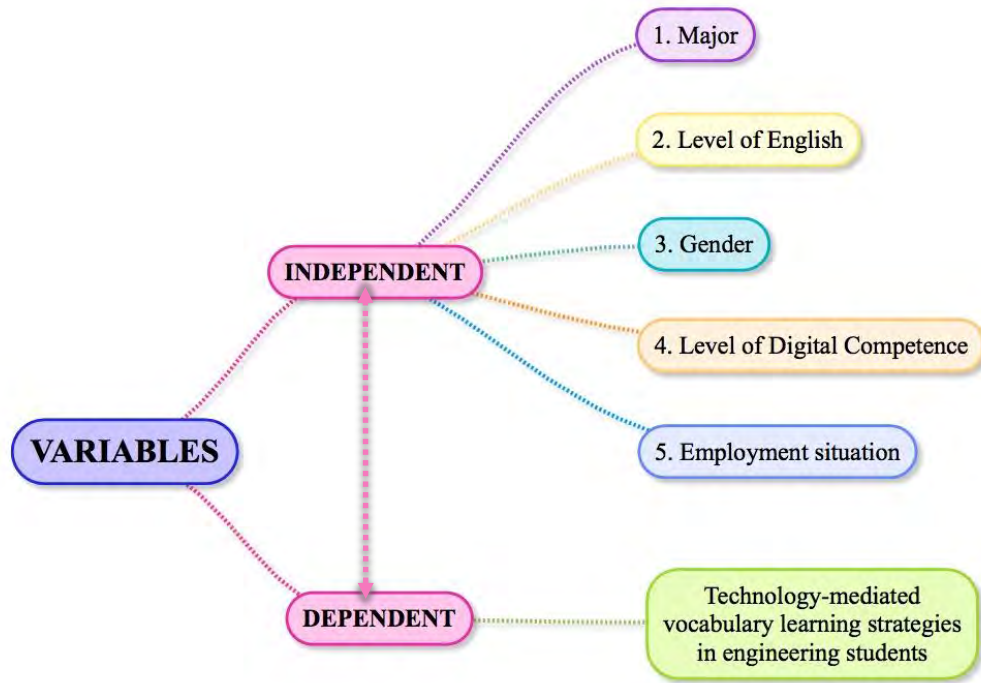 1. Major
2. Level of English
3. Gender
INDEPENDENT
4. Level of Digital Competence
VARIABLES
5. Employment situation
DEPENDENT
Technology-mediated
vocabulary learning strategies
in engineering students